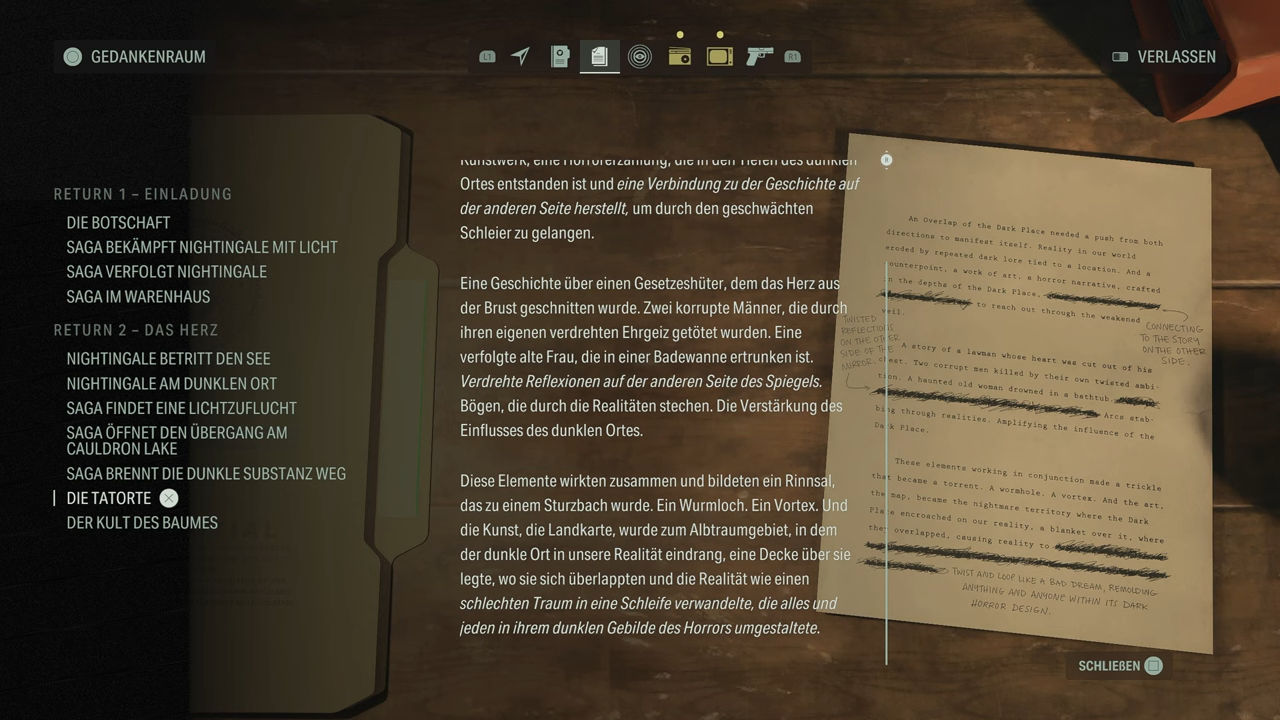 GEDANKENRAUM
L1
R1
VERLASSEN
RETURN 1 – EINLADUNG
DIE BOTSCHAFT
SAGA BEKÄMPFT NIGHTINGALE MIT LICHT
SAGA VERFOLGT NIGHTINGALE
SAGA IM WARENHAUS
RETURN 2 – DAS HERZ
NIGHTINGALE BETRITT DEN SEE
NIGHTINGALE AM DUNKLEN ORT
SAGA FINDET EINE LICHTZUFLUCHT
SAGA ÖFFNET DEN ÜBERGANG AM
CAULDRON LAKE
SAGA BRENNT DIE DUNKLE SUBSTANZ WEG
DIE TATORTE
DER KULT DES BAUMES
Kunstwerk, eine Horrorerzählung, die in den Tiefen des dunklen
Ortes entstanden ist und eine Verbindung zu der Geschichte auf
der anderen Seite herstellt, um durch den geschwächten
Schleier zu gelangen.
Eine Geschichte über einen Gesetzeshüter, dem das Herz aus
der Brust geschnitten wurde. Zwei korrupte Männer, die durch
ihren eigenen verdrehten Ehrgeiz getötet wurden. Eine
verfolgte alte Frau, die in einer Badewanne ertrunken ist.
Verdrehte Reflexionen auf der anderen Seite des Spiegels.
Bögen, die durch die Realitäten stechen. Die Verstärkung des
Einflusses des dunklen Ortes.
Diese Elemente wirkten zusammen und bildeten ein Rinnsal,
das zu einem Sturzbach wurde. Ein Wurmloch. Ein Vortex. Und
die Kunst, die Landkarte, wurde zum Albtraumgebiet, in dem
der dunkle Ort in unsere Realität eindrang, eine Decke über sie
legte, wo sie sich überlappten und die Realität wie einen
schlechten Traum in eine Schleife verwandelte, die alles und
jeden in ihrem dunklen Gebilde des Horrors umgestaltete.
R
An Overlap of the Dark Place needed a push from both
directions to manifest itself. Reality in our world
eroded by repeated dark lore tied to a location. And a
counterpoint, a work of art, a horror narrative, crafted
in the depths of the Dark Place,
to reach out through the weakened
veil.
CONNECTING
TO THE STORY
ON THE OTHER
SIDE.
TWISTED
REFLECTIONS
ON THE OTHER
SIDE OF THE
MIRROR.
A story of a lawman whose heart was cut out of his
chest. Two corrupt men killed by their own twisted ambi-
tion. A haunted old woman drowned in a bathtub.
Arcs stab-
bing through realities. Amplifying the influence of the
Dark Place.
These elements working in conjunction made a trickle
that became a torrent. A wormhole. A vortex. And the art,
the map, became the nightmare territory where the Dark
Place encroached on our reality, a blanket over it, where
they overlapped, causing reality to
TWIST AND LOOP LIKE A BAD DREAM, REMOLDING
ANYTHING AND ANYONE WITHIN ITS DARK
HORROR DESIGN.
SCHLIEẞEN